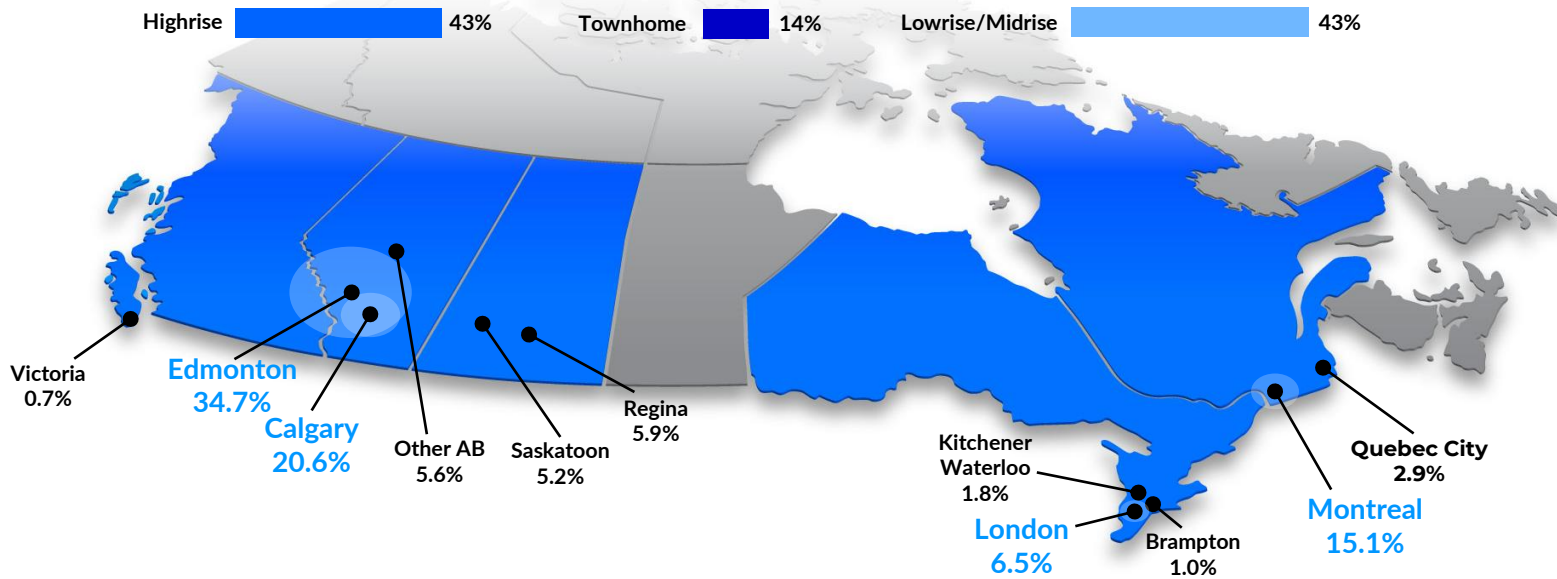 Highrise 43%
Townhome 14%
Lowrise/Midrise 43%
Victoria
0.7%
Edmonton
34.7%
Calgary
20.6%
Other AB
5.6%
Saskatoon
5.2%
Regina
5.9%
Kitchener
Waterloo
1.8%
London
6.5%
Brampton
1.0%
Montreal
15.1%
Quebec City
2.9%